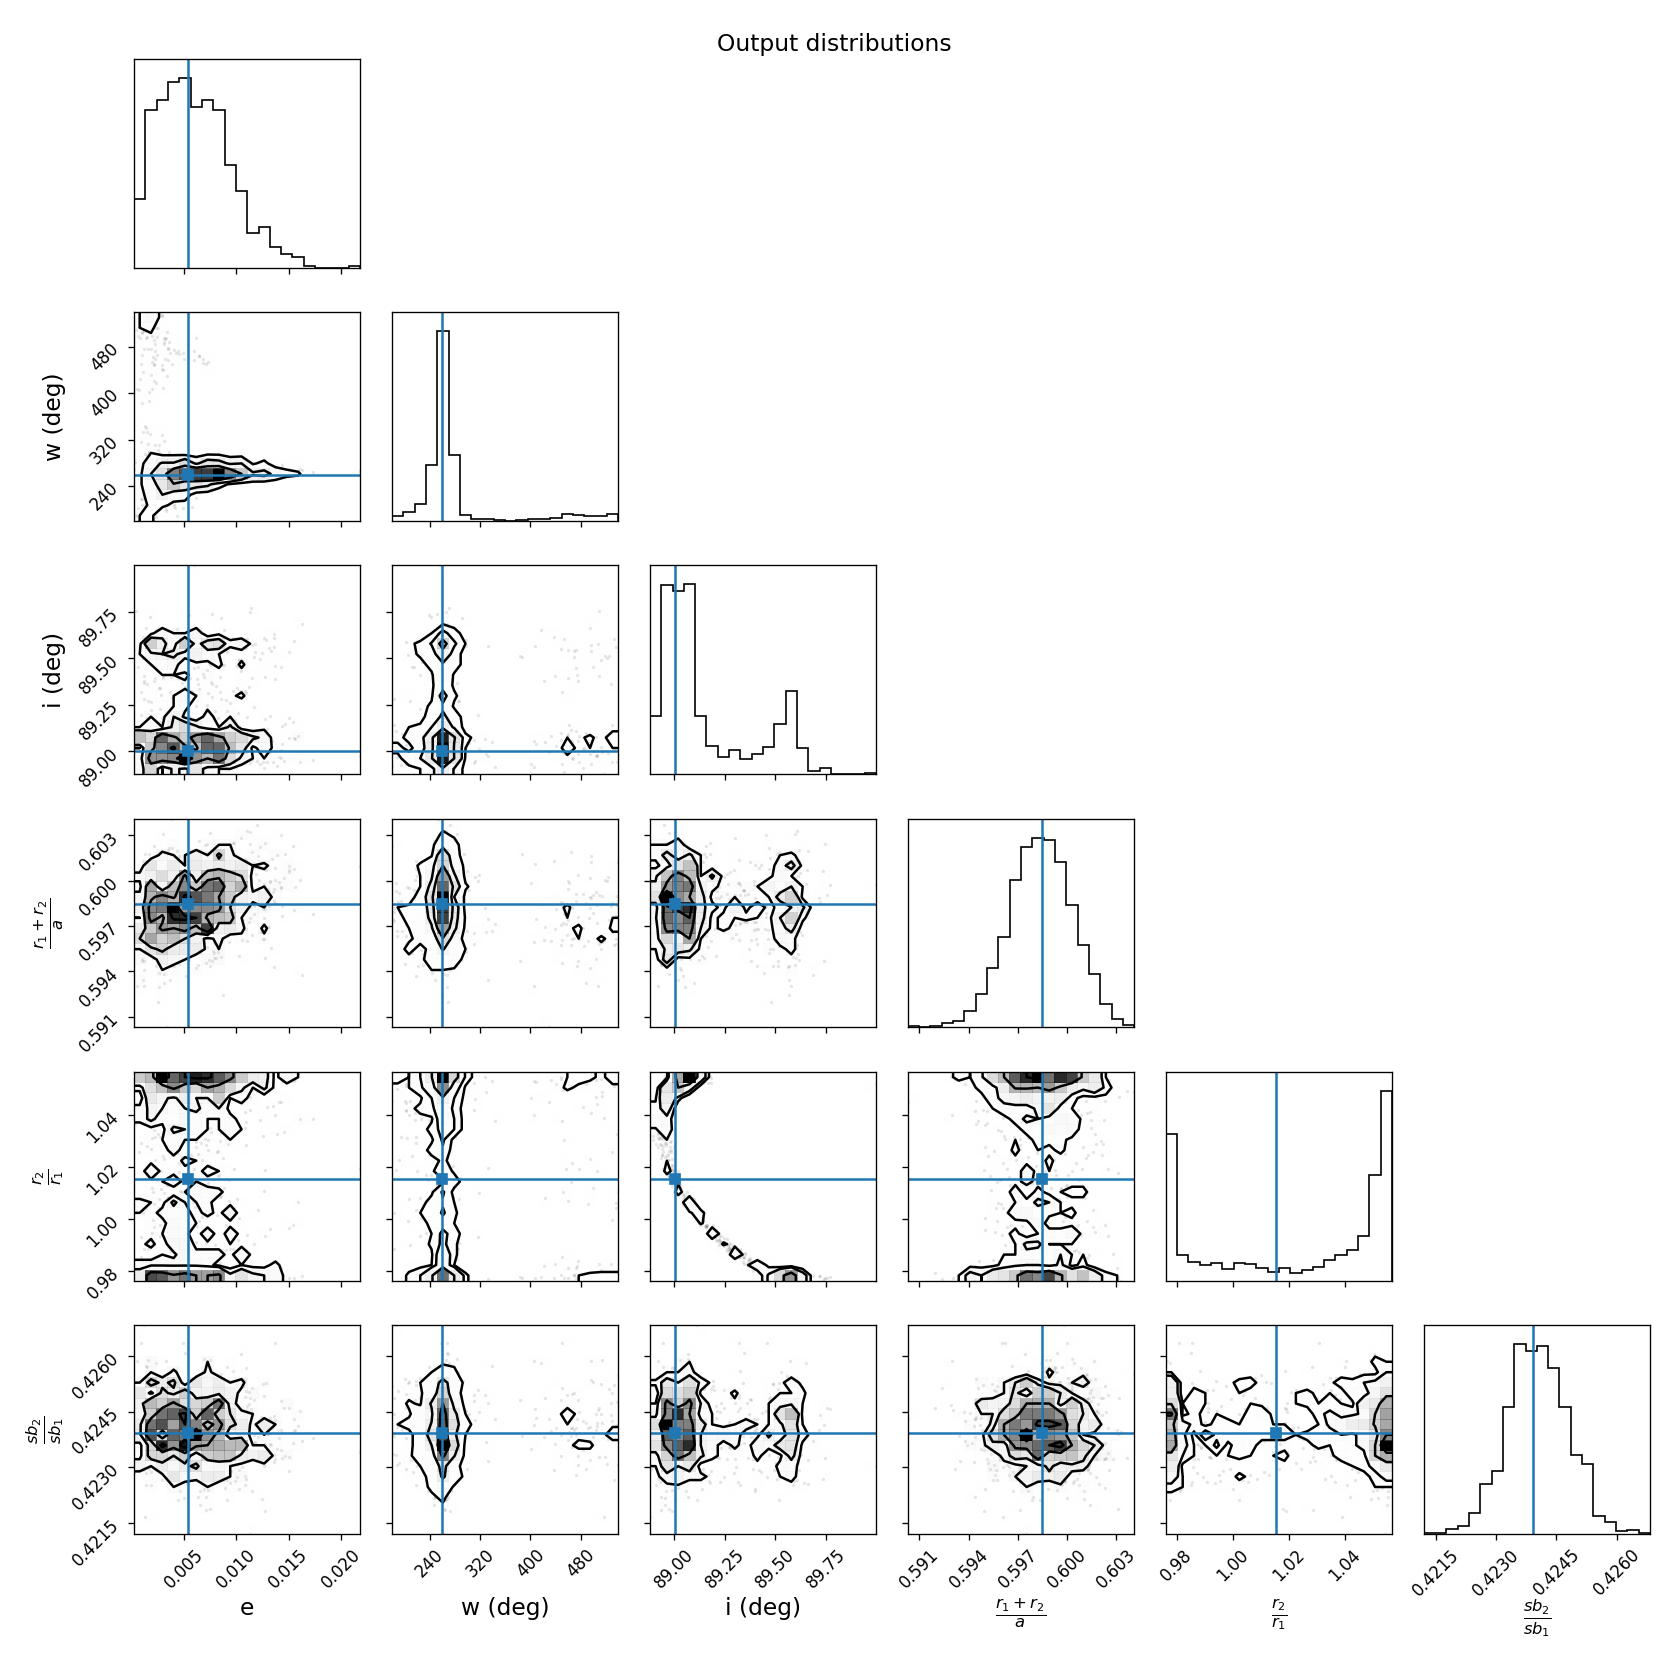 Output distributions
w (deg)
480
400
320
240
i (deg)
89.75
89.50
89.25
89.00
r₁ + r₂
a
0.603
0.600
0.597
0.594
0.591
r₂
r₁
1.04
1.02
1.00
0.98
sb₂
sb₁
0.4260
0.4245
0.4230
0.4215
0.005 0.010 0.015 0.020 240 320 400 480 89.00 89.25 89.50 89.75 0.591 0.594 0.597 0.600 0.603 0.98 1.00 1.02 1.04 0.4215 0.4230 0.4245 0.4260
e w (deg) i (deg) r₁ + r₂ r₂ sb₂
a r₁ sb₁